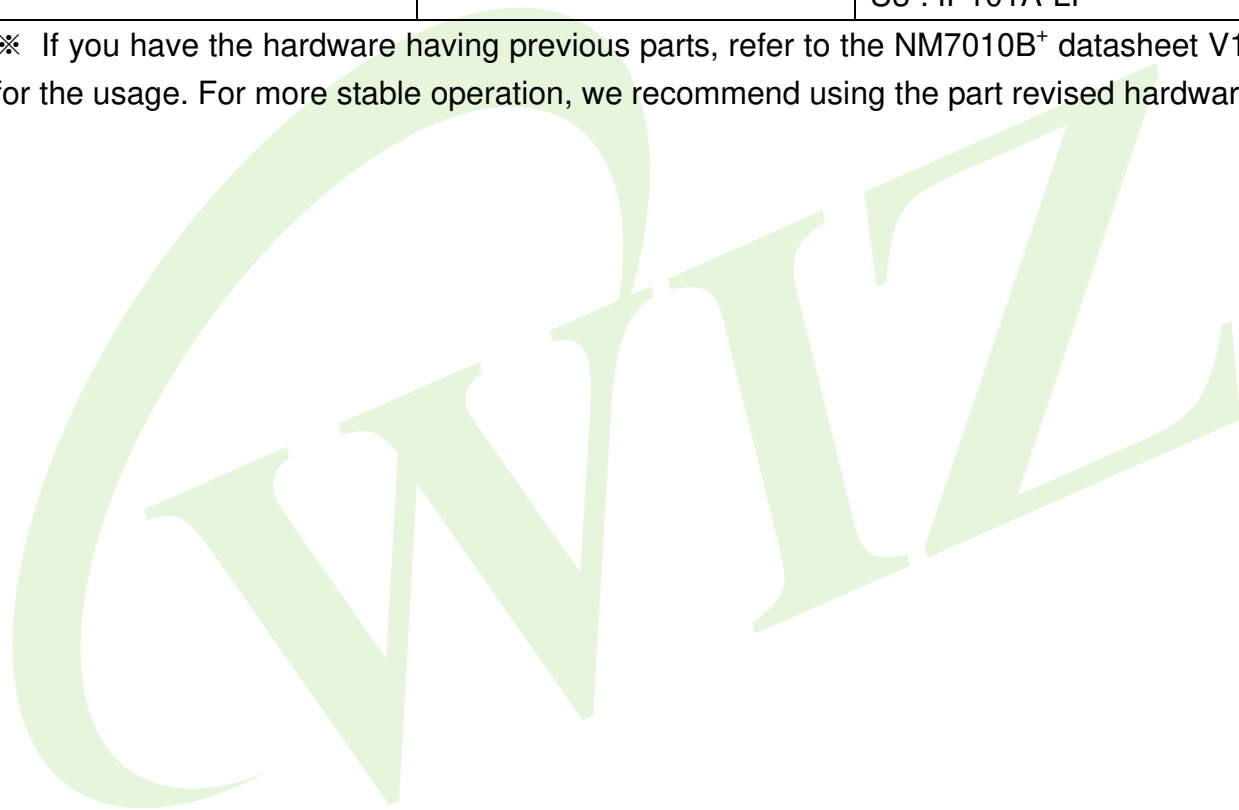 ※ If you have the hardware having previous parts, refer to the NM7010B⁺ datasheet V1
for the usage. For more stable operation, we recommend using the part revised hardwar
WIZ